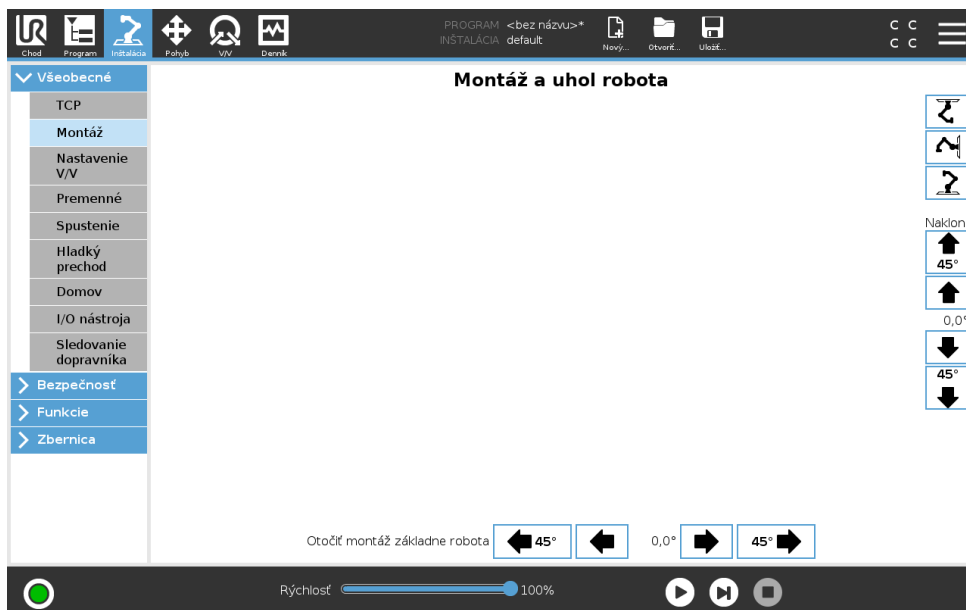 UR
Chod
Program
Inštalácia
Pohyb
V/V
Denník
PROGRAM <bez názvu>*
INŠTALÁCIA default
Nový...
Otvoriť...
Uložiť...
C C
C C
Všeobecné
TCP
Montáž
Nastavenie
V/V
Premenné
Spustenie
Hladký
prechod
Domov
I/O nástroja
Sledovanie
dopravníka
Bezpečnosť
Funkcie
Zbernica
Montáž a uhol robota
Naklon
45°
0,0°
45°
Otočiť montáž základne robota
45°
0,0°
45°
Rýchlosť
100%